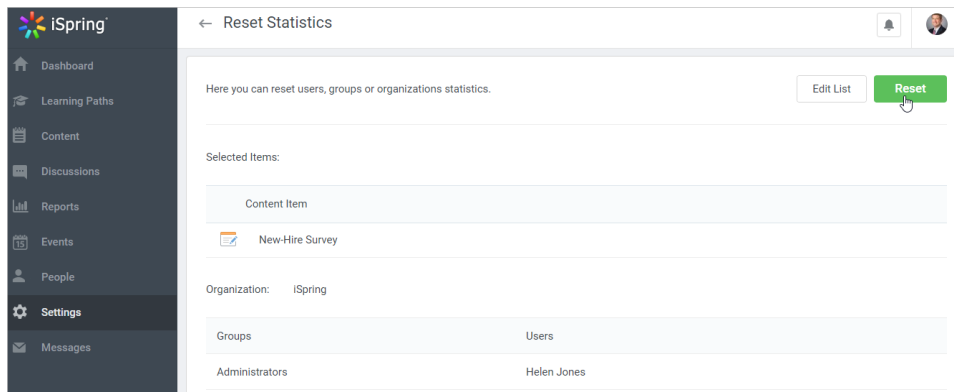 iSpring
Dashboard
Learning Paths
Content
Discussions
Reports
15
Events
People
Settings
Messages
← Reset Statistics
Here you can reset users, groups or organizations statistics.
Edit List
Reset
Selected Items:
Content Item
New-Hire Survey
Organization: iSpring
Groups Users
Administrators Helen Jones